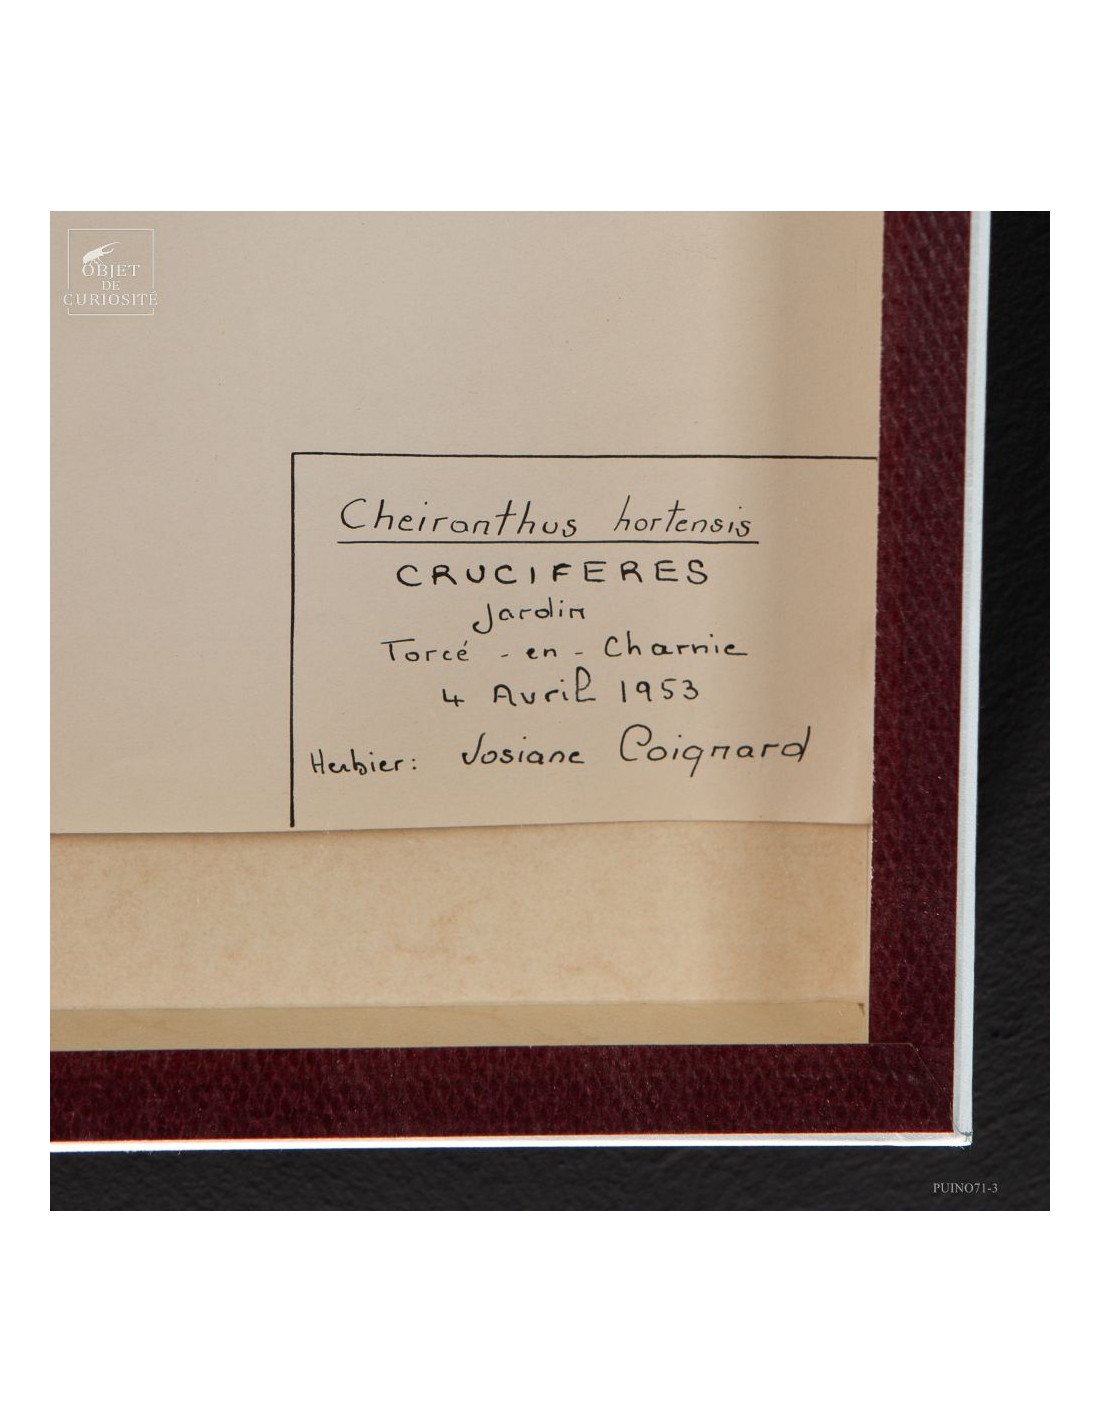 OBJET
DE
CURIOSITÉ
Cheiranthus hortensis
CRUCIFERES
Jardin
Torcé - en - Charnie
4 Avril 1953
Herbier: Josiane Coignard
PUINO71-3